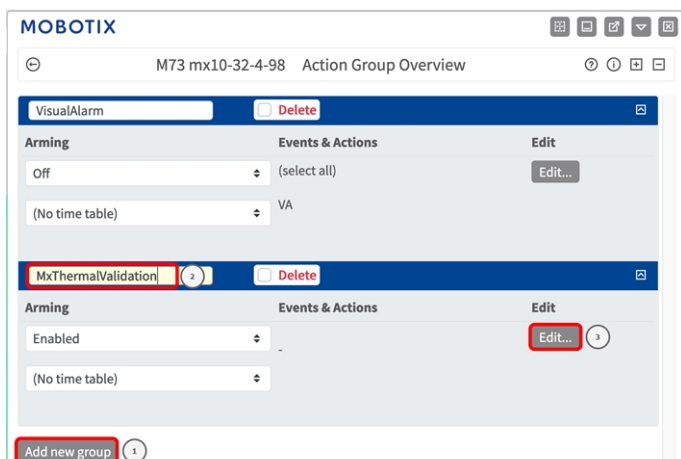 MOBOTIX
M73 mx10-32-4-98 Action Group Overview
VisualAlarm Delete
Arming Events & Actions Edit
Off (select all) Edit...
(No time table) VA
MxThermalValidation 2 Delete
Arming Events & Actions Edit
Enabled - Edit... 3
(No time table)
Add new group 1